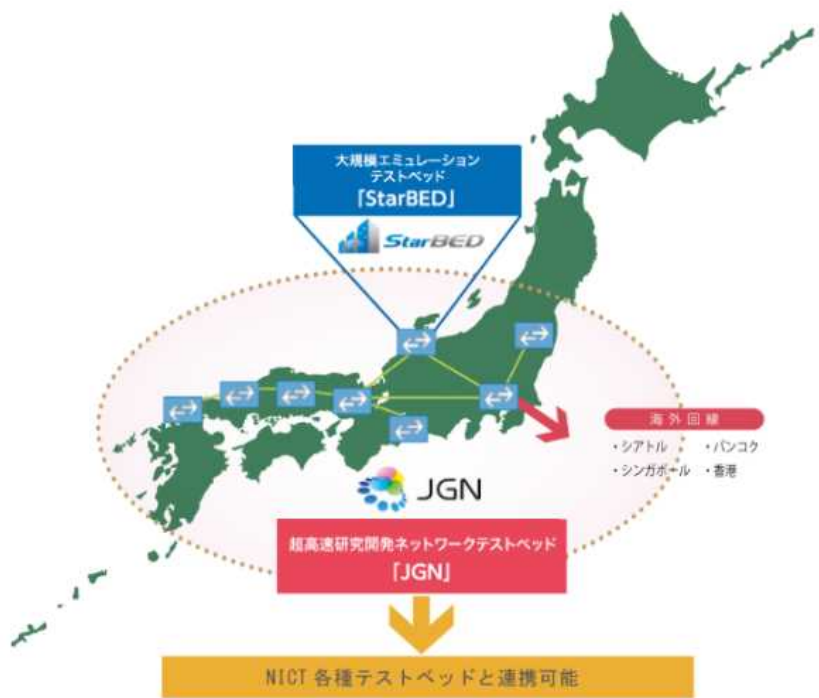 大規模エミュレーション
テストベッド
「StarBED」
StarBED
海外回線
・シアトル ・バンコク
・シンガポール ・香港
JGN
超高速研究開発ネットワークテストベッド
「JGN」
NICT 各種テストベッドと連携可能